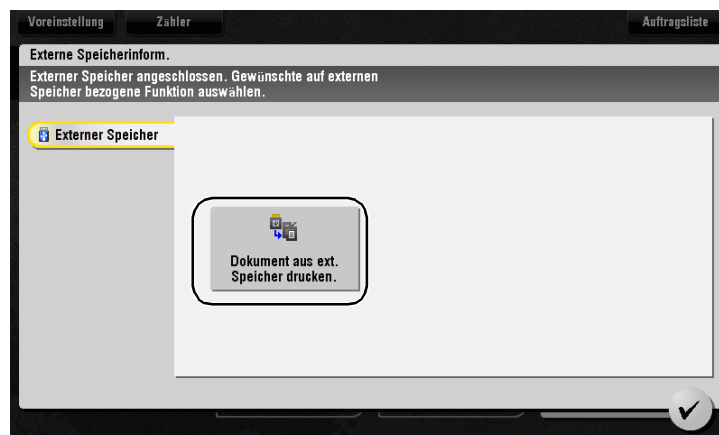 Voreinstellung Zähler Auftragsliste
Externe Speicherinform.
Externer Speicher angeschlossen. Gewünschte auf externen
Speicher bezogene Funktion auswählen.
Externer Speicher
Dokument aus ext.
Speicher drucken.